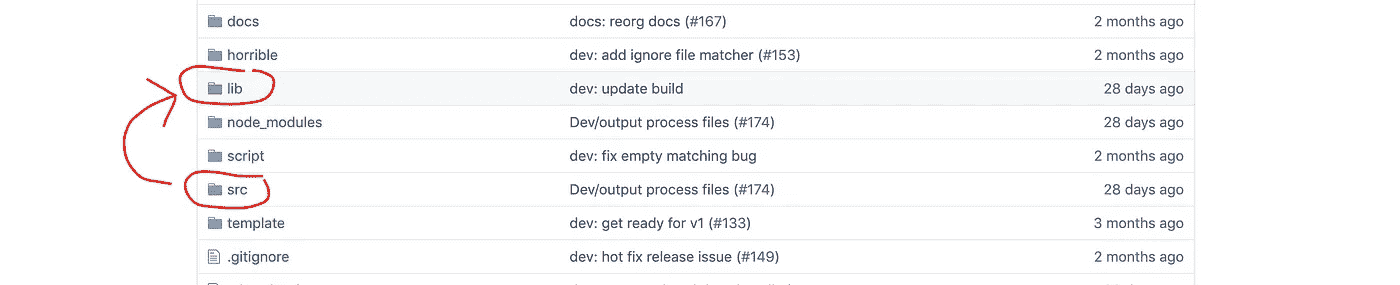 docs docs: reorg docs (#167) 2 months ago
horrible dev: add ignore file matcher (#153) 2 months ago
lib dev: update build 28 days ago
node_modules Dev/output process files (#174) 28 days ago
script dev: fix empty matching bug 2 months ago
src Dev/output process files (#174) 28 days ago
template dev: get ready for v1 (#133) 3 months ago
.gitignore dev: hot fix release issue (#149) 2 months ago